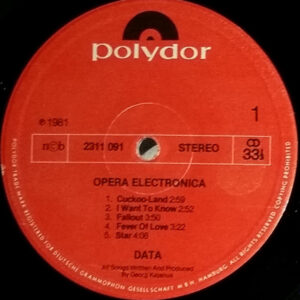 polydor
℗ 1981
1
n©b
2311 091
STEREO
33⅓
OPERA ELECTRONICA
1. Cuckoo-Land 2:59
2. I Want To Know 3:52
3. Fallout 3:50
4. Fever Of Love 3:22
5. Star 4:08
DATA
All Songs Written And Produced
By Georg Kajanus